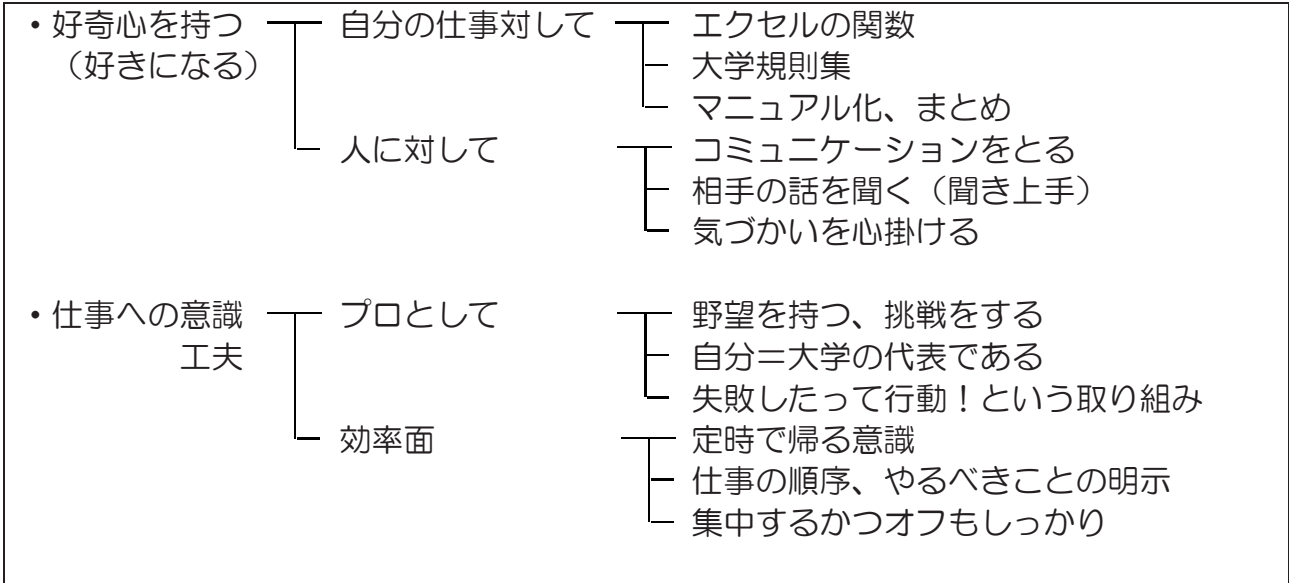 ・好奇心を持つ 自分の仕事対して エクセルの関数
（好きになる） 大学規則集
マニュアル化、まとめ
人に対して コミュニケーションをとる
相手の話を聞く（聞き上手）
気づかいを心掛ける
・仕事への意識 プロとして 野望を持つ、挑戦をする
工夫 自分＝大学の代表である
失敗したって行動！という取り組み
効率面 定時で帰る意識
仕事の順序、やるべきことの明示
集中するかつオフもしっかり